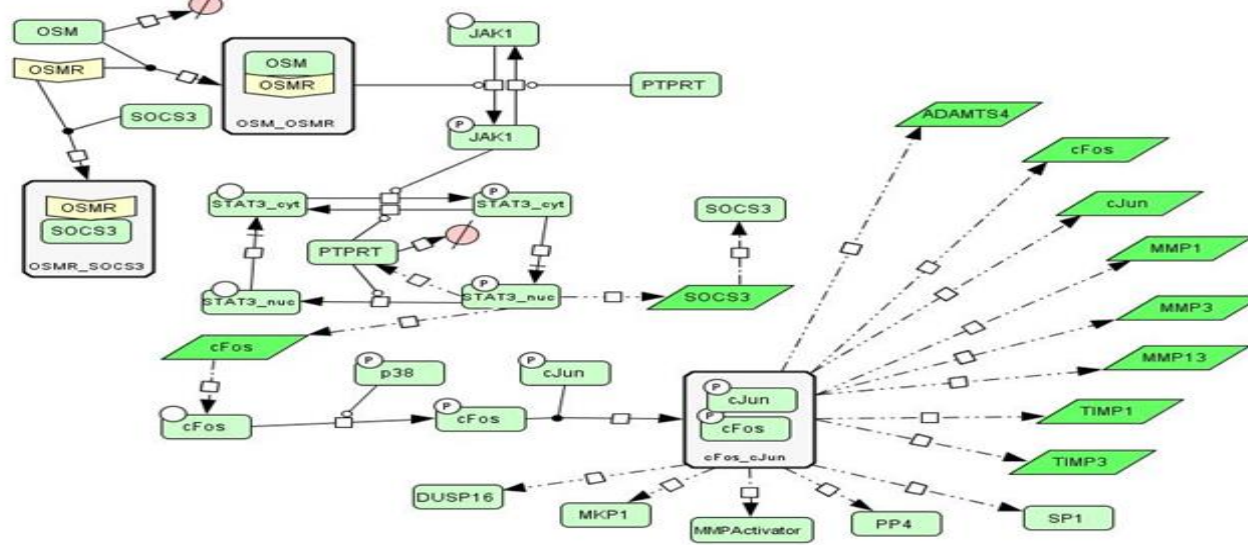 OSM
JAK1
ADAMTS4
OSMR
OSM
OSMR
OSM_OSMR
PTPRT
cFos
SOCS3
P
JAK1
cJun
OSMR
SOCS3
OSMR_SOCS3
STAT3_cyt
P
STAT3_cyt
SOCS3
MMP1
PTPRT
STAT3_nuc
P
STAT3_nuc
SOCS3
MMP3
cFos
MMP13
P
p38
P
cJun
P
cJun
P
cFos
cFos_cJun
cFos
P
cFos
TIMP1
TIMP3
DUSP16
MKP1
MMPActivator
PP4
SP1